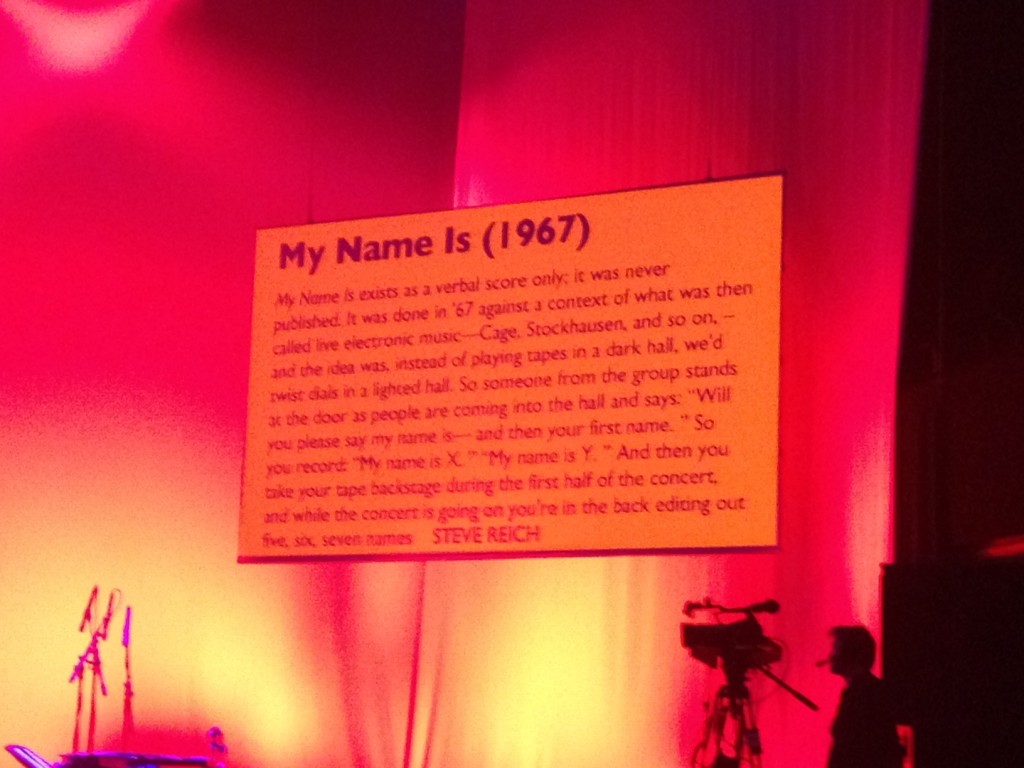 My Name Is (1967)
My Name Is exists as a verbal score only; it was never
published. It was done in '67 against a context of what was then
called live electronic music—Cage, Stockhausen, and so on, –
and the idea was, instead of playing tapes in a dark hall, we'd
twist dials in a lighted hall. So someone from the group stands
at the door as people are coming into the hall and says: "Will
you please say my name is— and then your first name. " So
you record: "My name is X. " "My name is Y. " And then you
take your tape backstage during the first half of the concert,
and while the concert is going on you're in the back editing out
five, six, seven names STEVE REICH